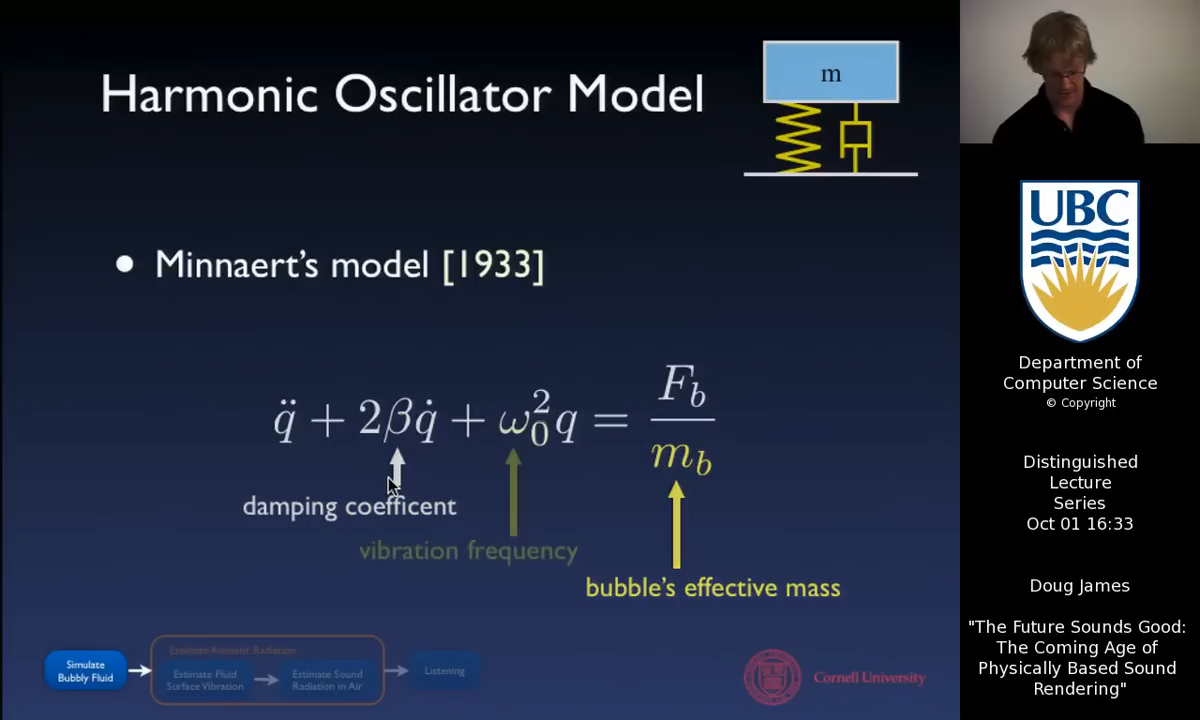 Harmonic Oscillator Model
m
• Minnaert's model [1933]
q̈ + 2βq̇ + ω₀²q = F_b / m_b
damping coefficent
vibration frequency
bubble's effective mass
Simulate
Bubbly Fluid
Estimate Acoustic Radiation
Estimate Fluid
Surface Vibration
Estimate Sound
Radiation in Air
Listening
Cornell University
UBC
Department of
Computer Science
© Copyright
Distinguished
Lecture
Series
Oct 01 16:33
Doug James
"The Future Sounds Good:
The Coming Age of
Physically Based Sound
Rendering"